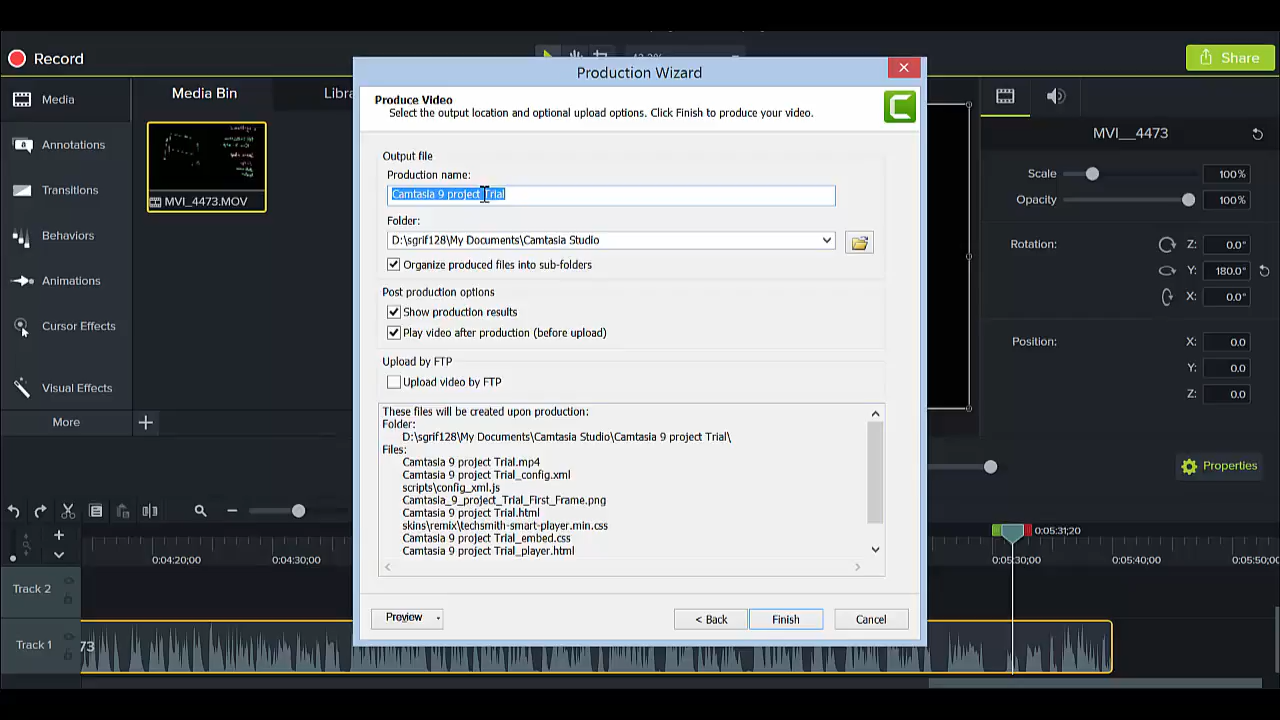 Record
Share
Media
Annotations
Transitions
Behaviors
Animations
Cursor Effects
Visual Effects
More
Media Bin
MVI_4473.MOV
Production Wizard
Produce Video
Select the output location and optional upload options. Click Finish to produce your video.
Output file
Production name:
Camtasia 9 project Trial
Folder:
D:\sgrif128\My Documents\Camtasia Studio
Organize produced files into sub-folders
Post production options
Show production results
Play video after production (before upload)
Upload by FTP
Upload video by FTP
These files will be created upon production:
Folder:
D:\sgrif128\My Documents\Camtasia Studio\Camtasia 9 project Trial\
Files:
Camtasia 9 project Trial.mp4
Camtasia 9 project Trial_config.xml
scripts\config_xml.js
Camtasia_9_project_Trial_First_Frame.png
Camtasia 9 project Trial.html
skins\remix\techsmith-smart-player.min.css
Camtasia 9 project Trial_embed.css
Camtasia 9 project Trial_player.html
Preview
< Back
Finish
Cancel
MVI__4473
Scale 100%
Opacity 100%
Rotation: Z: 0.0°
Y: 180.0°
X: 0.0°
Position: X: 0.0
Y: 0.0
Z: 0.0
Properties
0:05:31;20
0:04:20;00
0:04:30;00
0:05:30;00
0:05:40;00
0:05:50;00
Track 2
Track 1
73